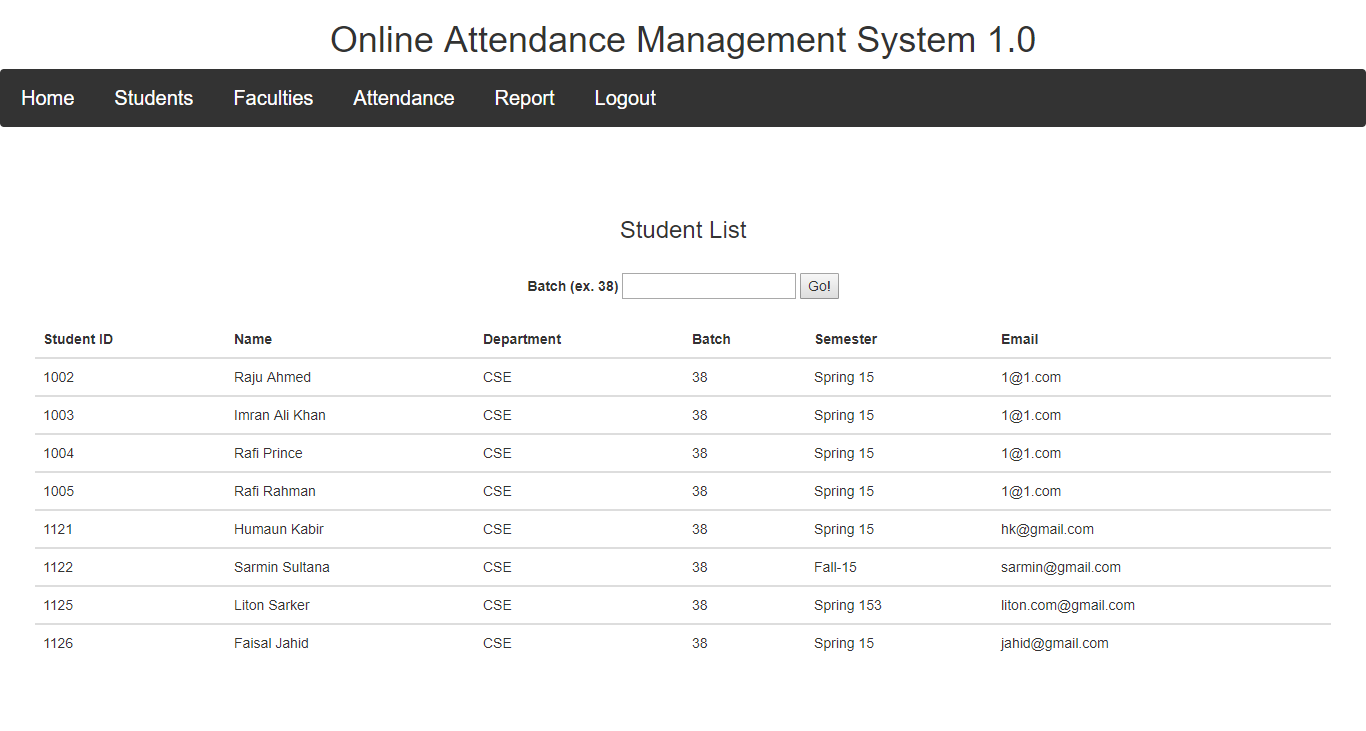 Online Attendance Management System 1.0
Home Students Faculties Attendance Report Logout
Student List
Batch (ex. 38) Go!
Student ID Name Department Batch Semester Email
1002 Raju Ahmed CSE 38 Spring 15 1@1.com
1003 Imran Ali Khan CSE 38 Spring 15 1@1.com
1004 Rafi Prince CSE 38 Spring 15 1@1.com
1005 Rafi Rahman CSE 38 Spring 15 1@1.com
1121 Humaun Kabir CSE 38 Spring 15 hk@gmail.com
1122 Sarmin Sultana CSE 38 Fall-15 sarmin@gmail.com
1125 Liton Sarker CSE 38 Spring 153 liton.com@gmail.com
1126 Faisal Jahid CSE 38 Spring 15 jahid@gmail.com